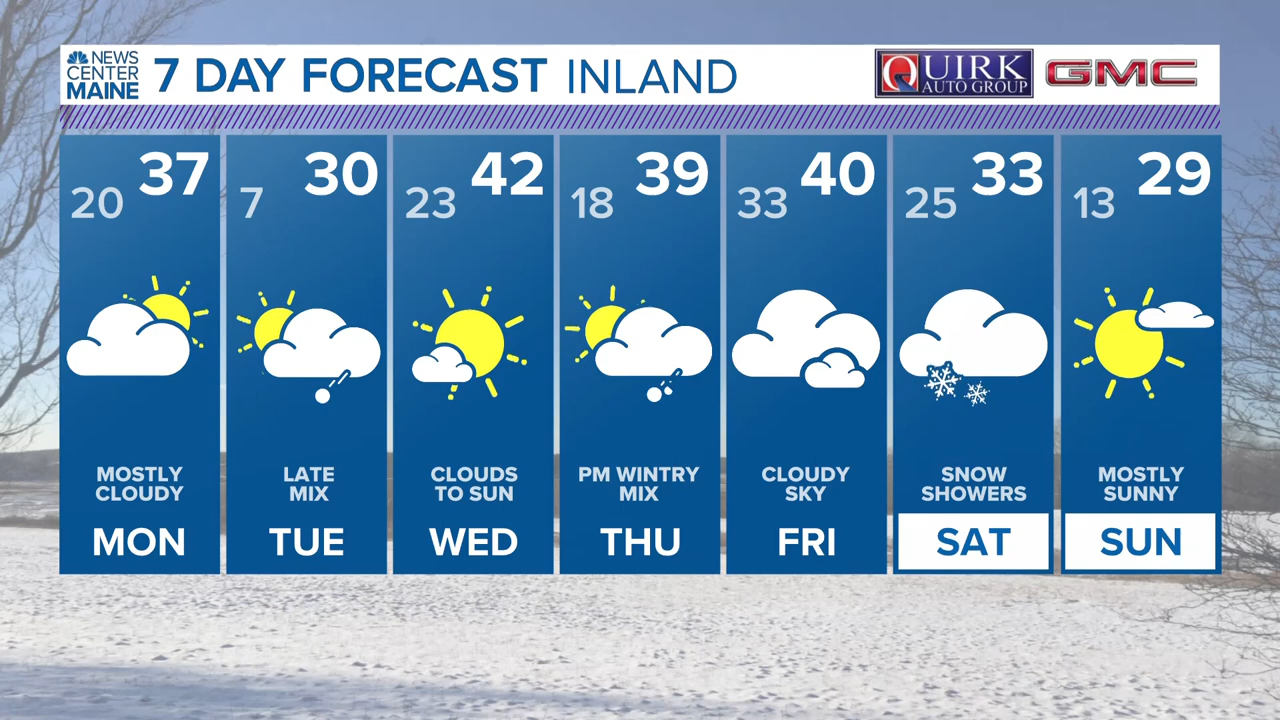 NEWS
CENTER
MAINE
7 DAY FORECAST INLAND
QUIRK
AUTO GROUP
GMC
20 37
7 30
23 42
18 39
33 40
25 33
13 29
MOSTLY
CLOUDY
LATE
MIX
CLOUDS
TO SUN
PM WINTRY
MIX
CLOUDY
SKY
SNOW
SHOWERS
MOSTLY
SUNNY
MON
TUE
WED
THU
FRI
SAT
SUN